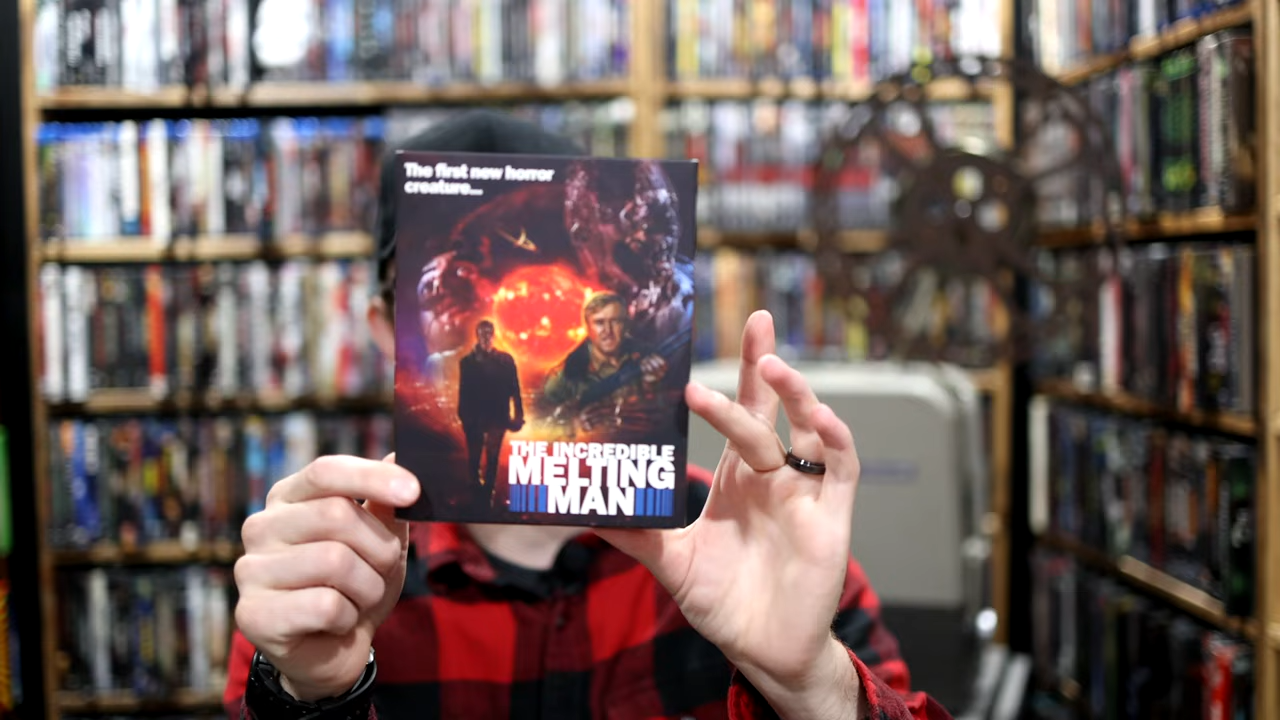 The first new horror
creature...
THE INCREDIBLE
MELTING
MAN